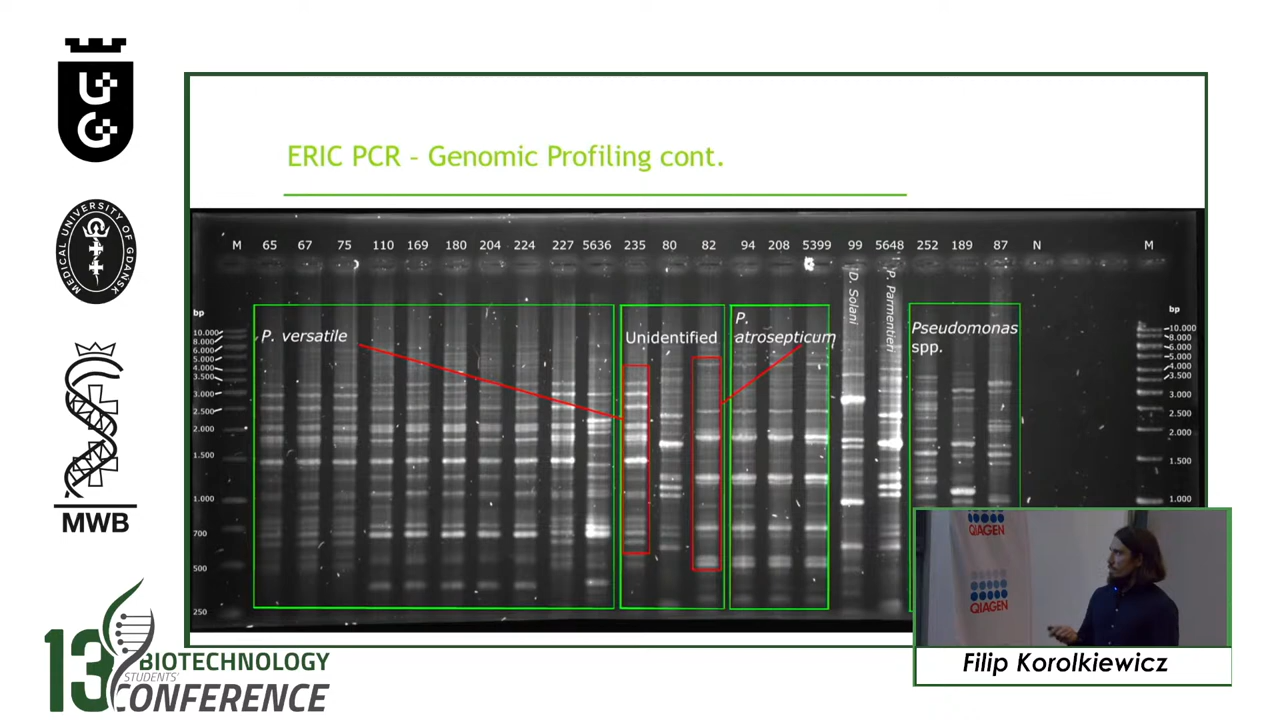 UG
MEDICAL UNIVERSITY OF GDAŃSK
MWB
13 BIOTECHNOLOGY
STUDENTS'
CONFERENCE
ERIC PCR – Genomic Profiling cont.
M 65 67 75 110 169 180 204 224 227 5636 235 80 82 94 208 5399 99 5648 252 189 87 N M
D. Solani
P. Parmentieri
P. versatile
Unidentified
P.
atrosepticum
Pseudomonas
spp.
bp
10.000
8.000
6.000
5.000
4.000
3.500
3.000
2.500
2.000
1.500
1.000
700
500
250
bp
10.000
8.000
6.000
5.000
4.000
3.500
3.000
2.500
2.000
1.500
1.000
QIAGEN
QIAGEN
Filip Korolkiewicz